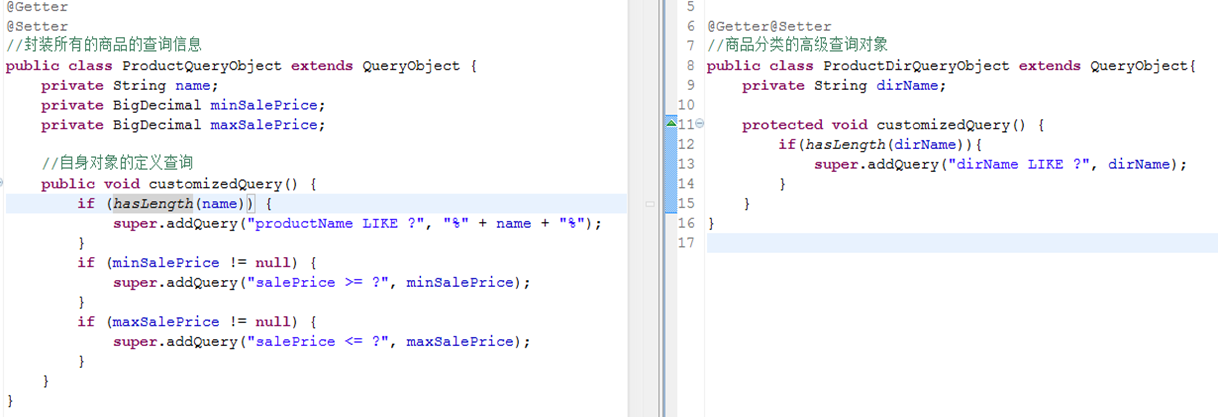 @Getter
@Setter
//封装所有的商品的查询信息
public class ProductQueryObject extends QueryObject {
    private String name;
    private BigDecimal minSalePrice;
    private BigDecimal maxSalePrice;

    //自身对象的定义查询
    public void customizedQuery() {
        if (hasLength(name)) {
            super.addQuery("productName LIKE ?", "%" + name + "%");
        }
        if (minSalePrice != null) {
            super.addQuery("salePrice >= ?", minSalePrice);
        }
        if (maxSalePrice != null) {
            super.addQuery("salePrice <= ?", maxSalePrice);
        }
    }
}
5
6 @Getter@Setter
7 //商品分类的高级查询对象
8 public class ProductDirQueryObject extends QueryObject{
9     private String dirName;
10
11     protected void customizedQuery() {
12         if(hasLength(dirName)){
13             super.addQuery("dirName LIKE ?", dirName);
14         }
15     }
16 }
17